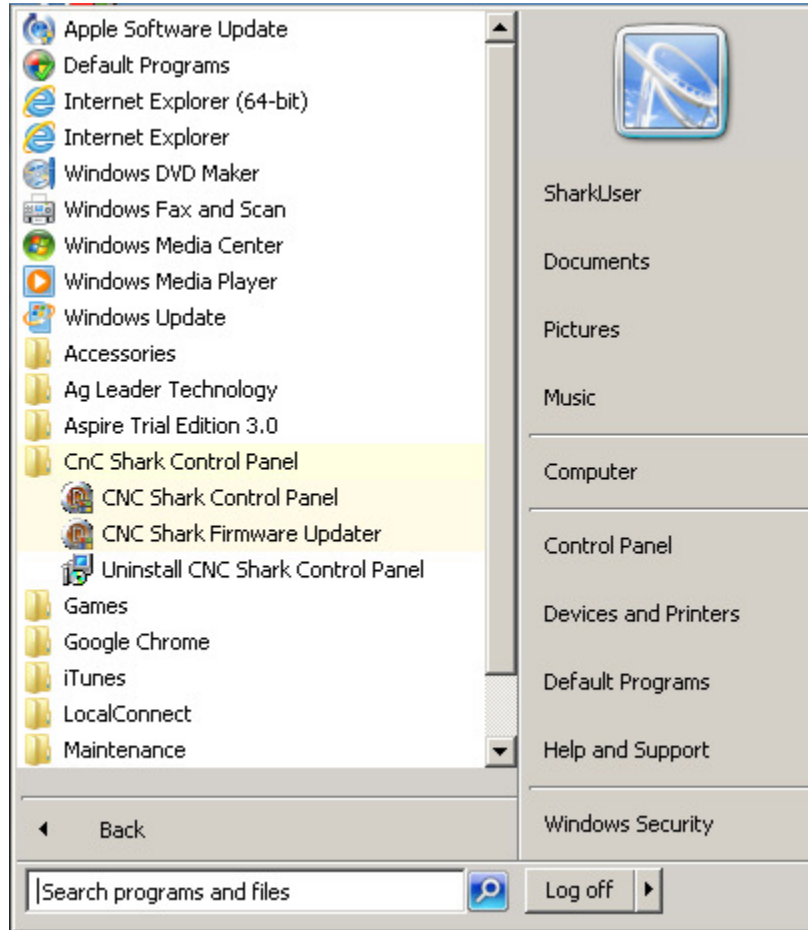 Apple Software Update
Default Programs
Internet Explorer (64-bit)
Internet Explorer
Windows DVD Maker
Windows Fax and Scan
Windows Media Center
Windows Media Player
Windows Update
Accessories
Ag Leader Technology
Aspire Trial Edition 3.0
CnC Shark Control Panel
CNC Shark Control Panel
CNC Shark Firmware Updater
Uninstall CNC Shark Control Panel
Games
Google Chrome
iTunes
LocalConnect
Maintenance
Back
Search programs and files
SharkUser
Documents
Pictures
Music
Computer
Control Panel
Devices and Printers
Default Programs
Help and Support
Windows Security
Log off